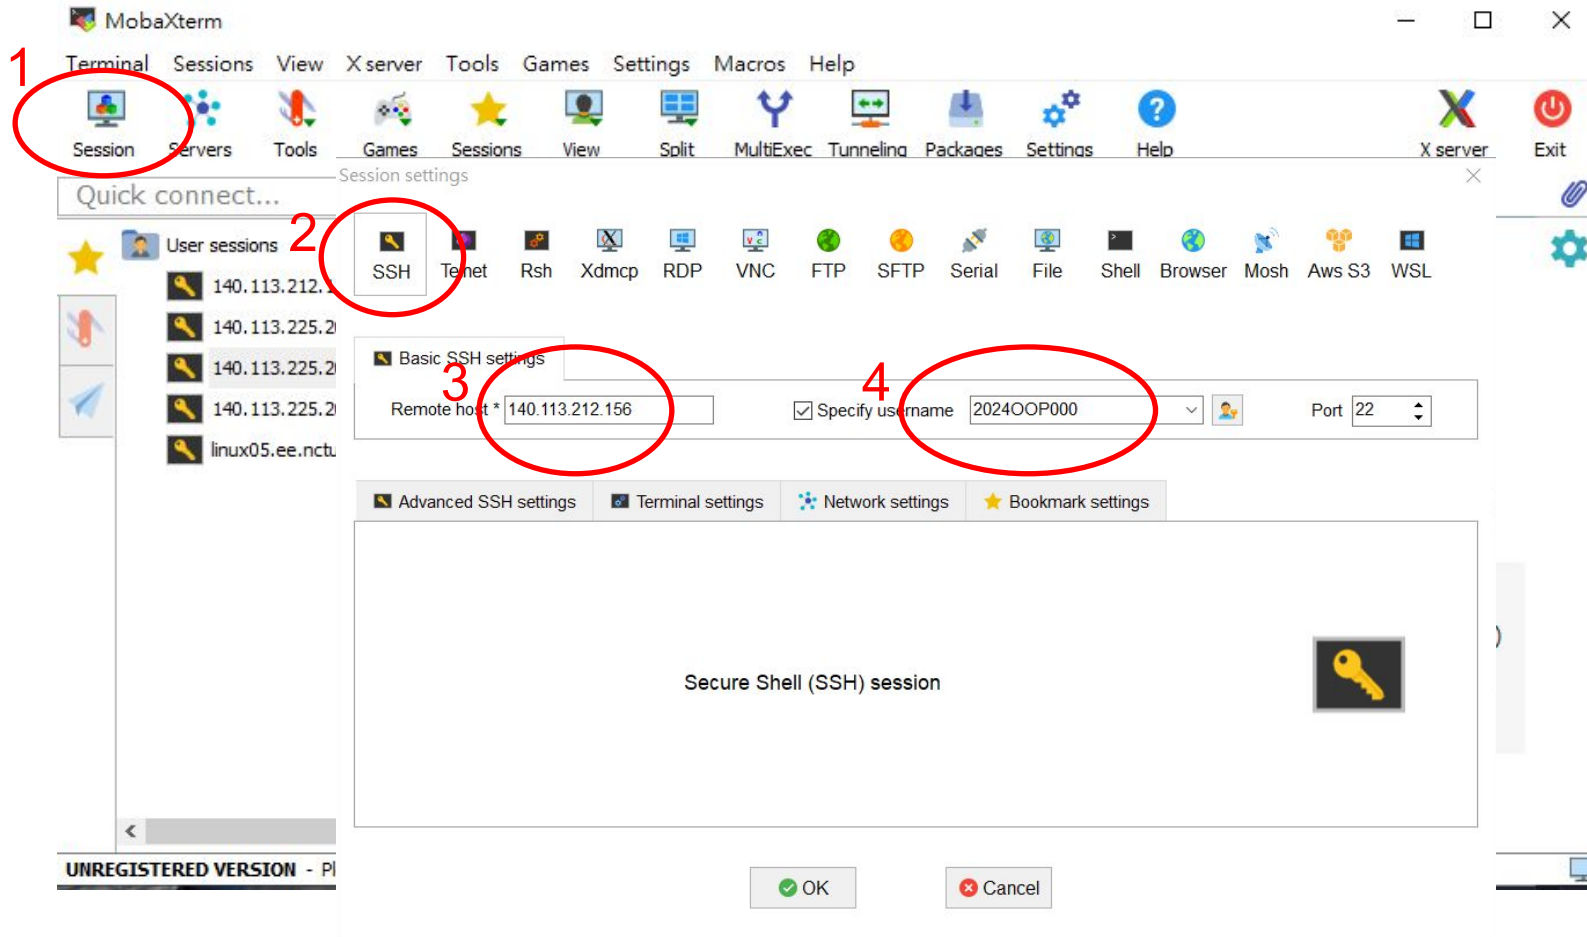 MobaXterm
1
Terminal Sessions View X server Tools Games Settings Macros Help
Session Servers Tools Games Sessions View Split MultiExec Tunneling Packages Settings Help X server Exit
Session settings
Quick connect...
2
User sessions
SSH Telnet Rsh Xdmcp RDP VNC FTP SFTP Serial File Shell Browser Mosh Aws S3 WSL
140.113.212.1
140.113.225.2
140.113.225.2
140.113.225.2
linux05.ee.nctu
Basic SSH settings
3
4
Remote host * 140.113.212.156 Specify username 2024OOP000 Port 22
Advanced SSH settings Terminal settings Network settings Bookmark settings
Secure Shell (SSH) session
)
UNREGISTERED VERSION - Pl
OK Cancel